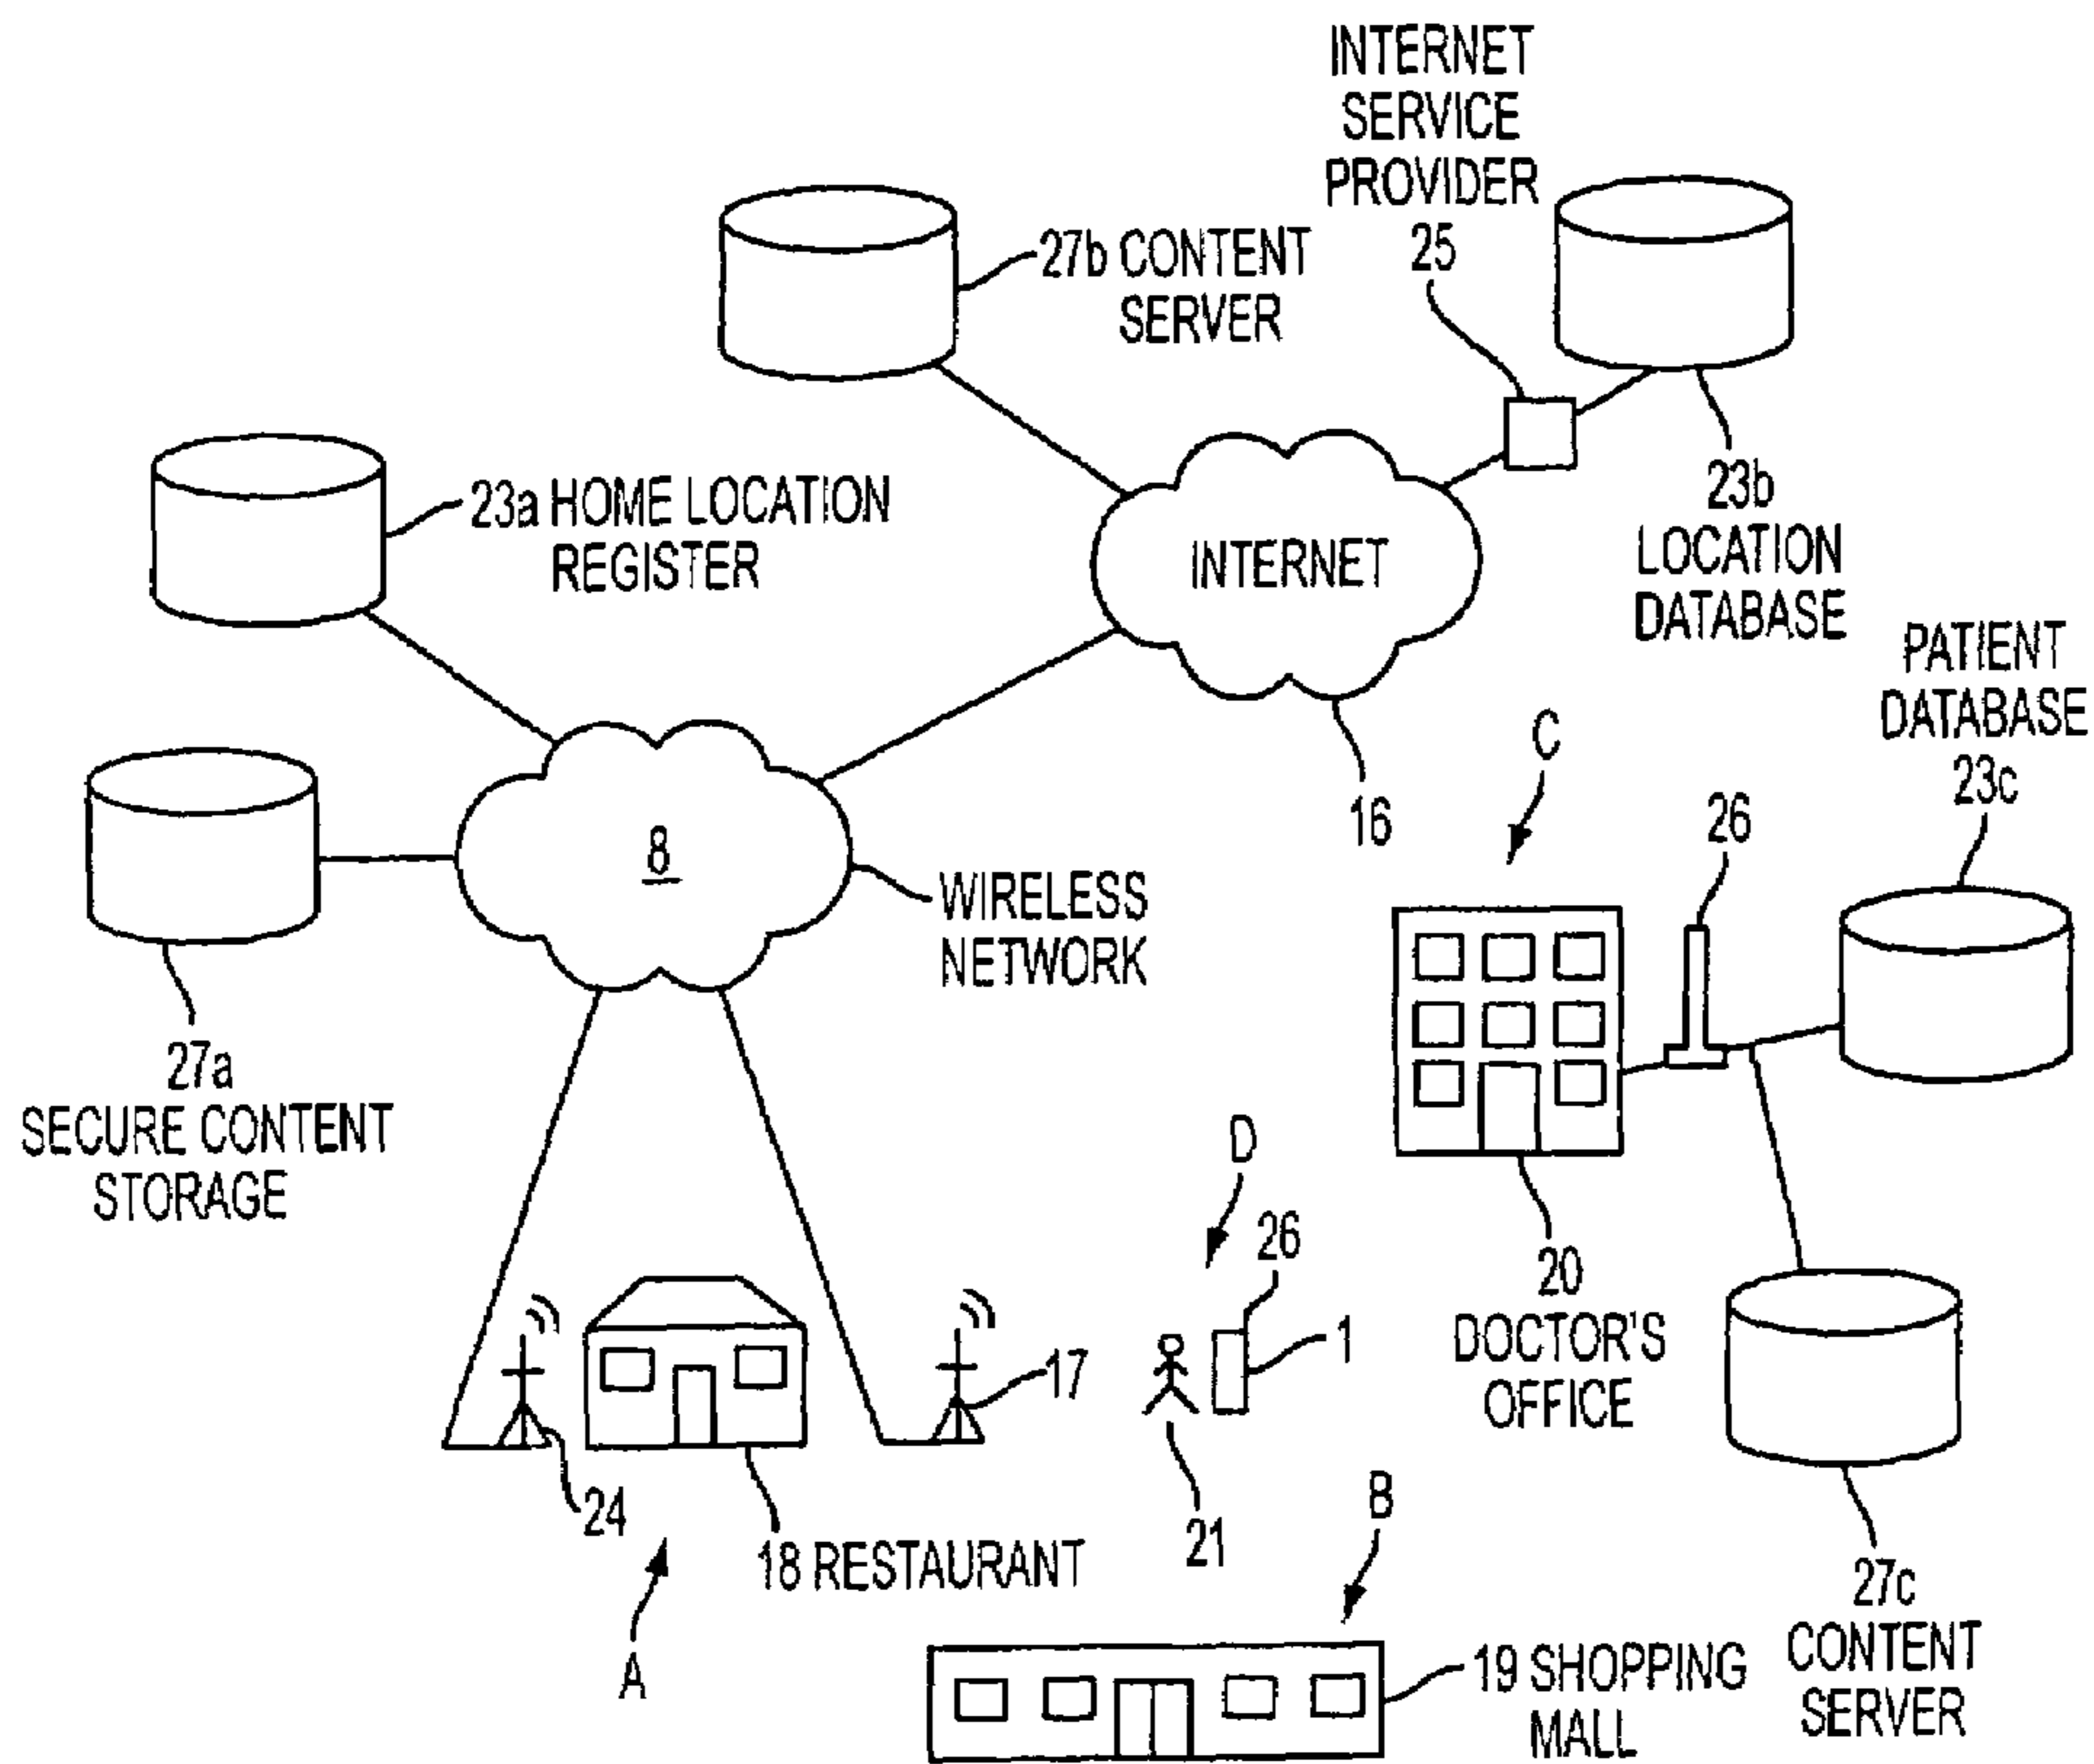 INTERNET
SERVICE
PROVIDER
25
27b CONTENT
SERVER
23b
LOCATION
DATABASE
23a HOME LOCATION
REGISTER
INTERNET
16
PATIENT
DATABASE
23c
C
26
8
WIRELESS
NETWORK
27a
SECURE CONTENT
STORAGE
D
26
1
17
21
20
DOCTOR'S
OFFICE
24
18 RESTAURANT
A
B
27c
CONTENT
SERVER
19 SHOPPING
MALL